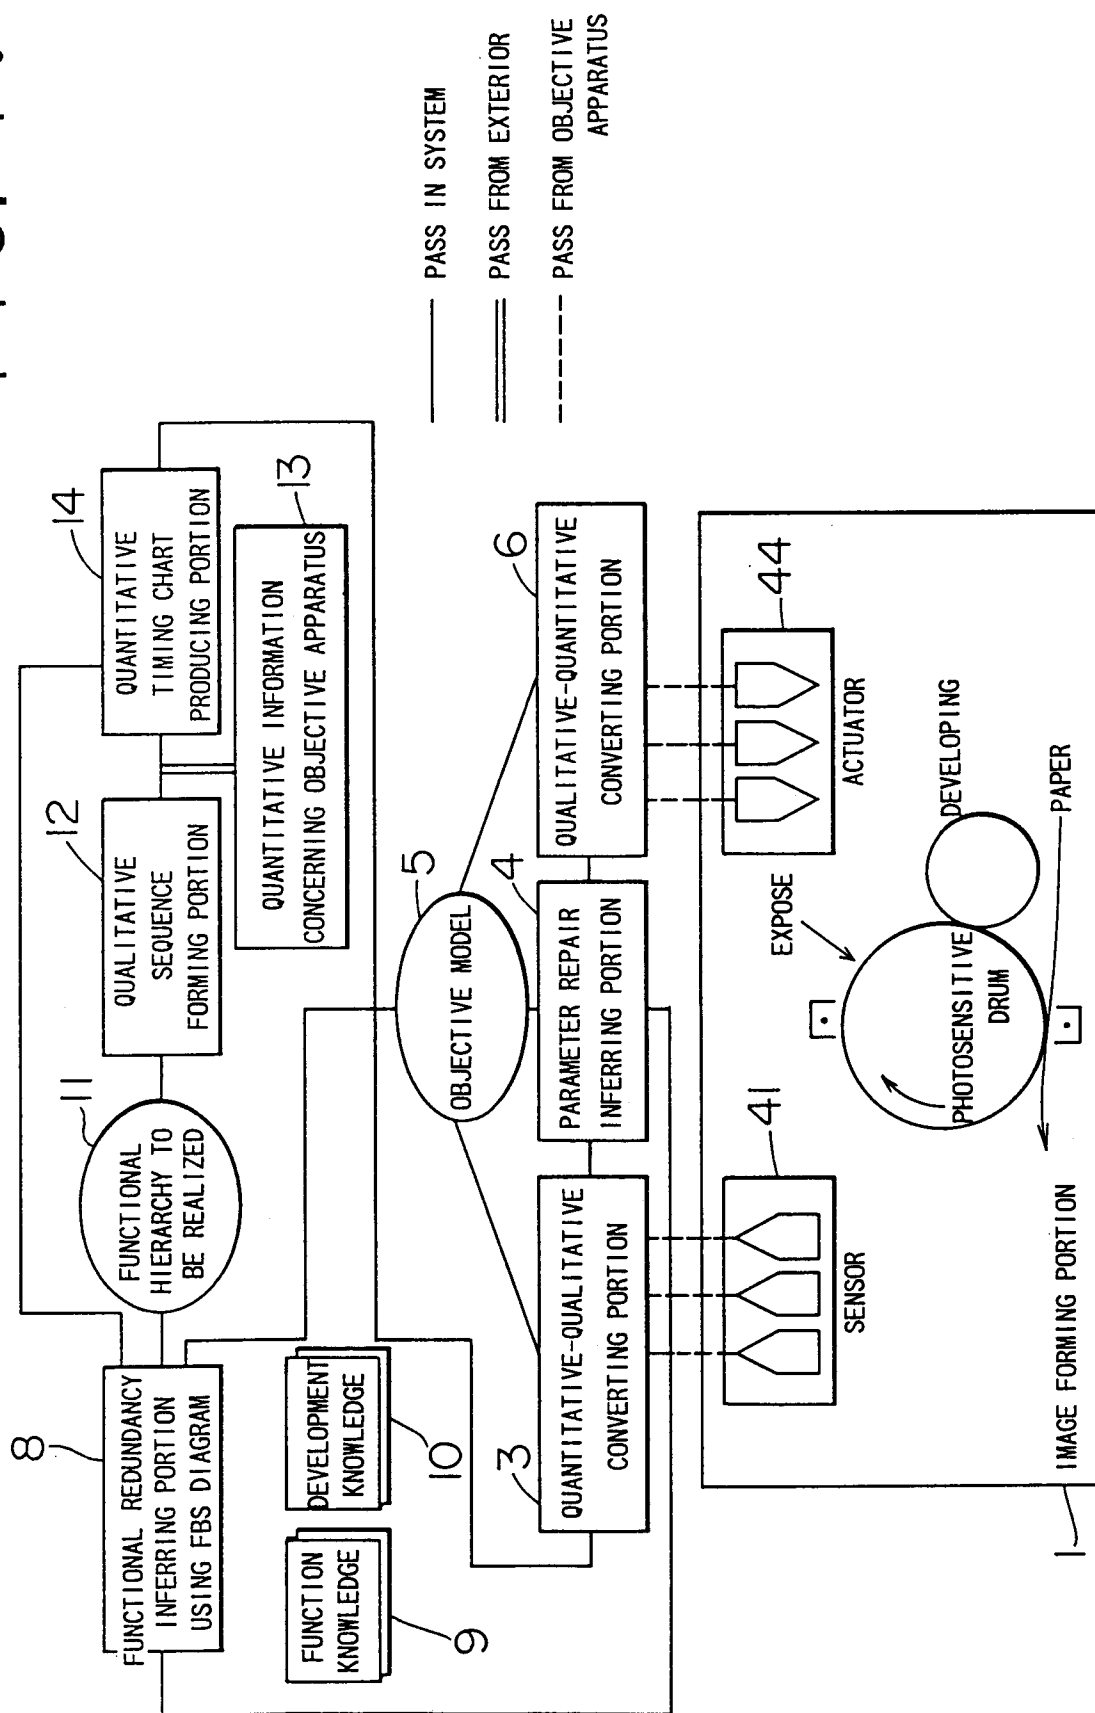 8
FUNCTIONAL REDUNDANCY
INFERRING PORTION
USING FBS DIAGRAM
11
FUNCTIONAL
HIERARCHY TO
BE REALIZED
12
QUALITATIVE
SEQUENCE
FORMING PORTION
14
QUANTITATIVE
TIMING CHART
PRODUCING PORTION
13
QUANTITATIVE INFORMATION
CONCERNING OBJECTIVE APPARATUS
FUNCTION
KNOWLEDGE
9
DEVELOPMENT
KNOWLEDGE
10
5
OBJECTIVE MODEL
3
QUANTITATIVE-QUALITATIVE
CONVERTING PORTION
4
PARAMETER REPAIR
INFERRING PORTION
6
QUALITATIVE-QUANTITATIVE
CONVERTING PORTION
PASS IN SYSTEM
PASS FROM EXTERIOR
PASS FROM OBJECTIVE
APPARATUS
41
SENSOR
44
ACTUATOR
EXPOSE
PHOTOSENSITIVE
DRUM
DEVELOPING
PAPER
1
IMAGE FORMING PORTION